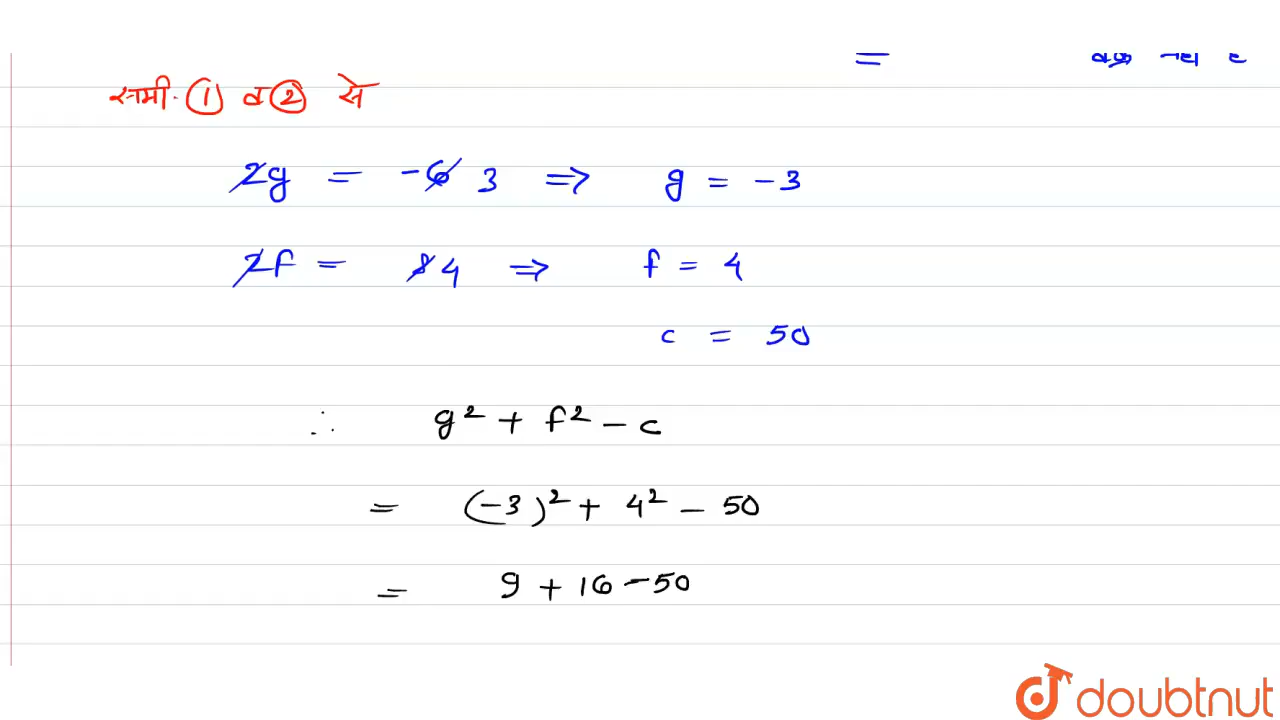 =
समी. ① व ② से
2g = -6 3 ⇒ g = -3
2f = 8 4 ⇒ f = 4
c = 50
∴ g² + f² - c
= (-3)² + 4² - 50
= 9 + 16 - 50
doubtnut